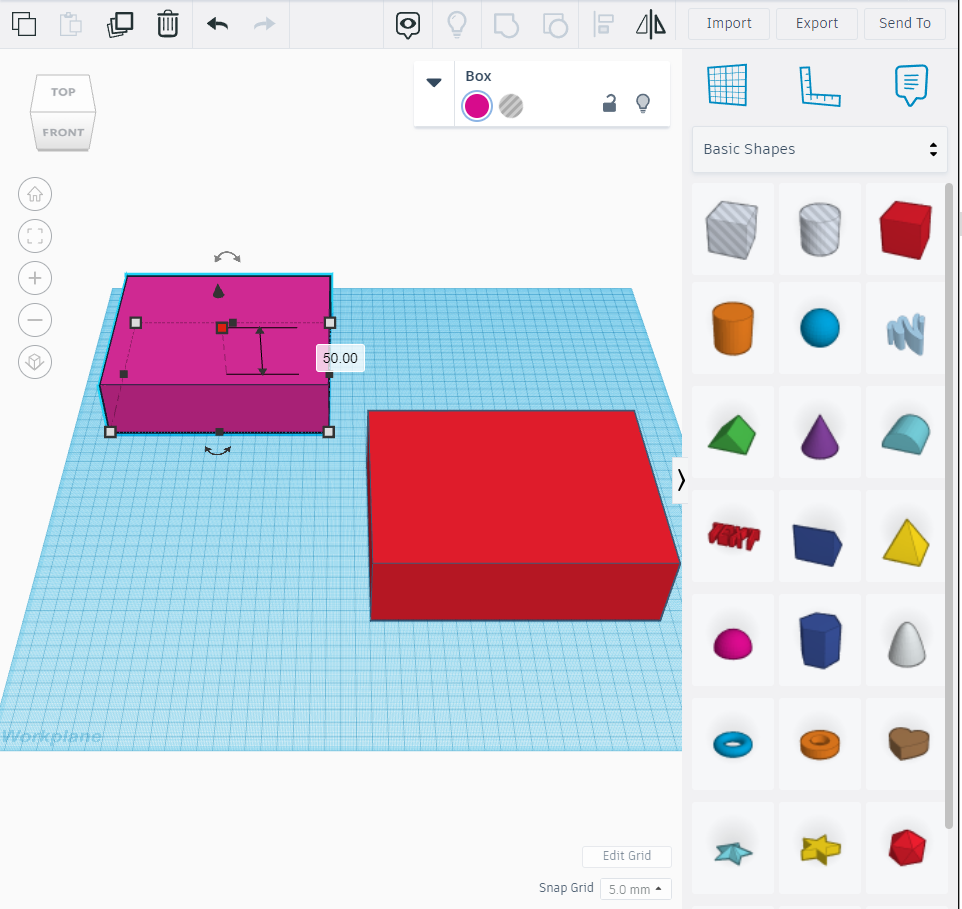 Import Export Send To
TOP
FRONT
Box
Basic Shapes
50.00
TEXT
Workplane
Edit Grid
Snap Grid 5.0 mm